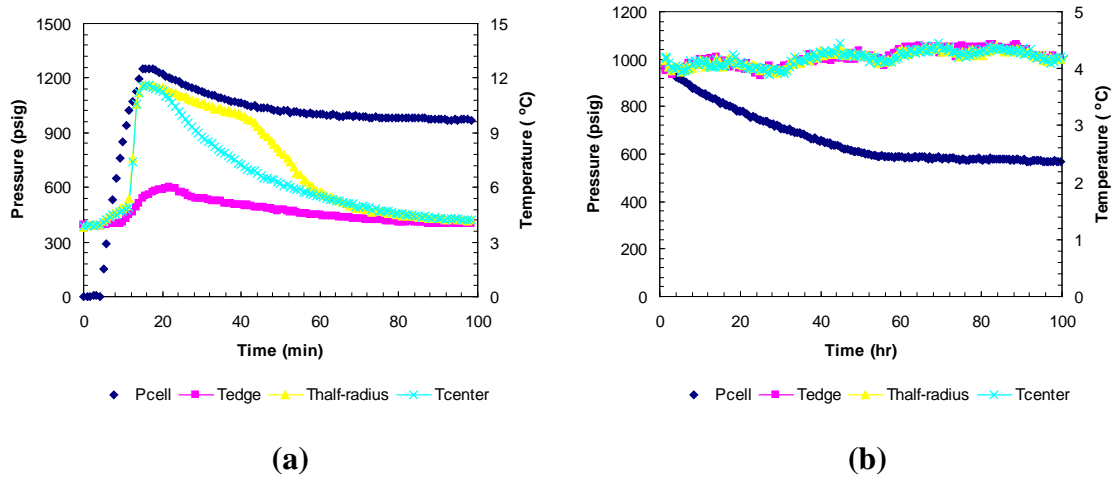 1500
1200
900
600
300
0
Pressure (psig)
15
12
9
6
3
0
Temperature ( °C)
0 20 40 60 80 100
Time (min)
Pcell Tedge Thalf-radius Tcenter
(a)
1200
1000
800
600
400
200
0
Pressure (psig)
5
4
3
2
1
0
Temperature ( °C)
0 20 40 60 80 100
Time (hr)
Pcell Tedge Thalf-radius Tcenter
(b)